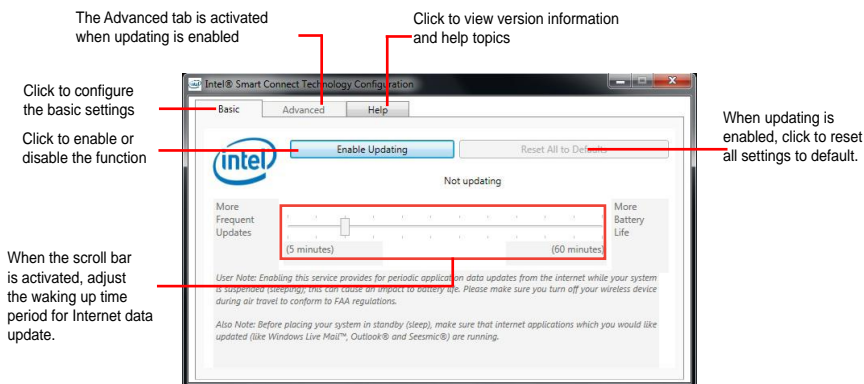 The Advanced tab is activated
when updating is enabled
Click to view version information
and help topics
Click to configure
the basic settings
Click to enable or
disable the function
When updating is
enabled, click to reset
all settings to default.
When the scroll bar
is activated, adjust
the waking up time
period for Internet data
update.
Intel® Smart Connect Technology Configuration
Basic
Advanced
Help
intel
Enable Updating
Reset All to Defaults
Not updating
More
Frequent
Updates
More
Battery
Life
(5 minutes)
(60 minutes)
User Note: Enabling this service provides for periodic application data updates from the internet while your system
is suspended (sleeping); this can cause an impact to battery life. Please make sure you turn off your wireless device
during air travel to conform to FAA regulations.
Also Note: Before placing your system in standby (sleep), make sure that internet applications which you would like
updated (like Windows Live Mail™, Outlook® and Seesmic®) are running.